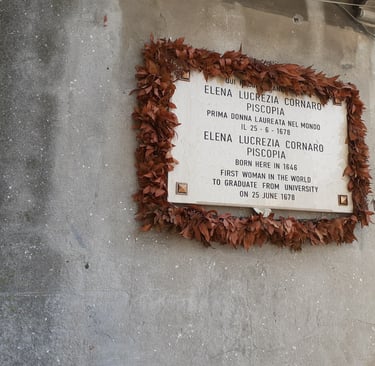 ELENA LUCREZIA CORNARO
PISCOPIA
PRIMA DONNA LAUREATA NEL MONDO
IL 25 - 6 - 1678
ELENA LUCREZIA CORNARO
PISCOPIA
BORN HERE IN 1646
FIRST WOMAN IN THE WORLD
TO GRADUATE FROM UNIVERSITY
ON 25 JUNE 1678